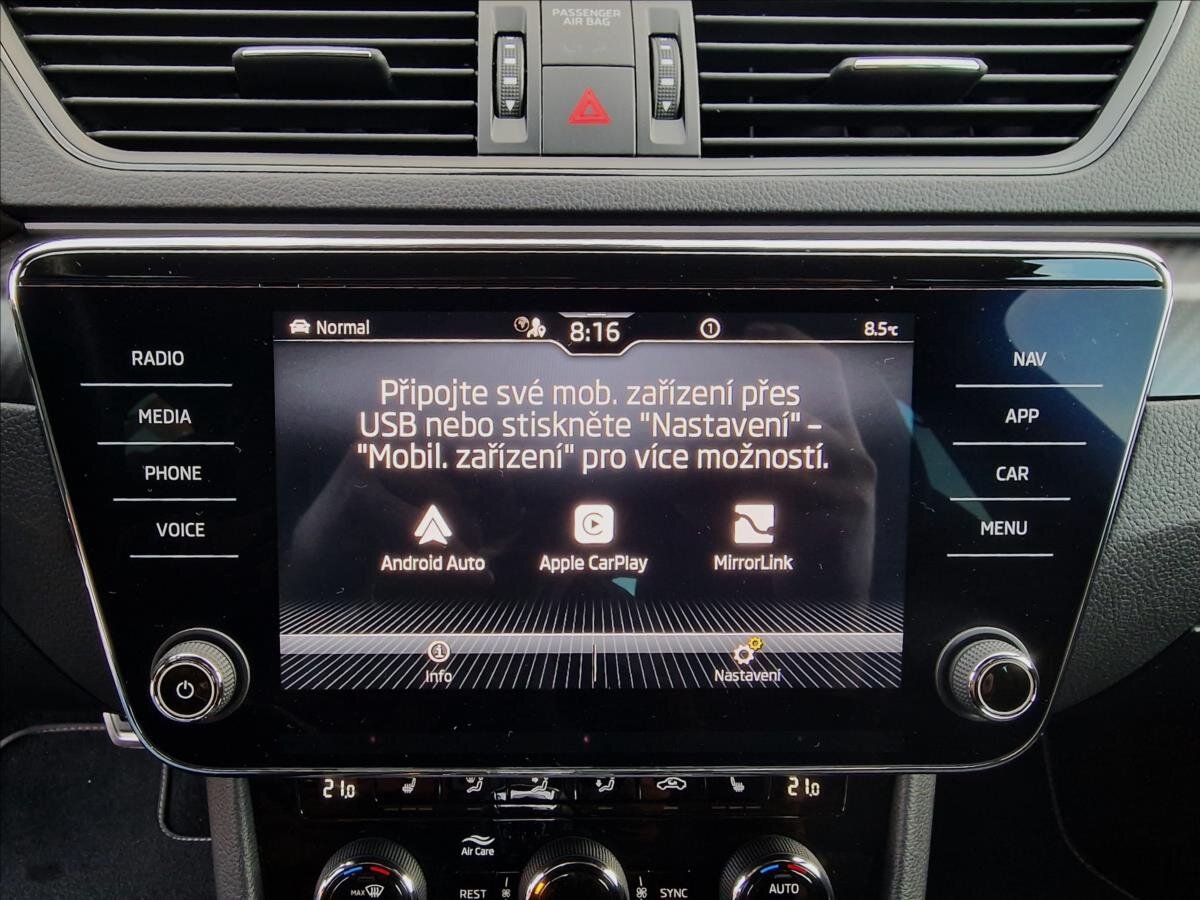 PASSENGER
AIR BAG
Normal
8:16
1
8.5°C
RADIO
MEDIA
PHONE
VOICE
NAV
APP
CAR
MENU
Připojte své mob. zařízení přes
USB nebo stiskněte "Nastavení" –
"Mobil. zařízení" pro více možností.
Android Auto
Apple CarPlay
MirrorLink
Info
Nastavení
21.0
21.0
Air Care
MAX
REST
SYNC
AUTO